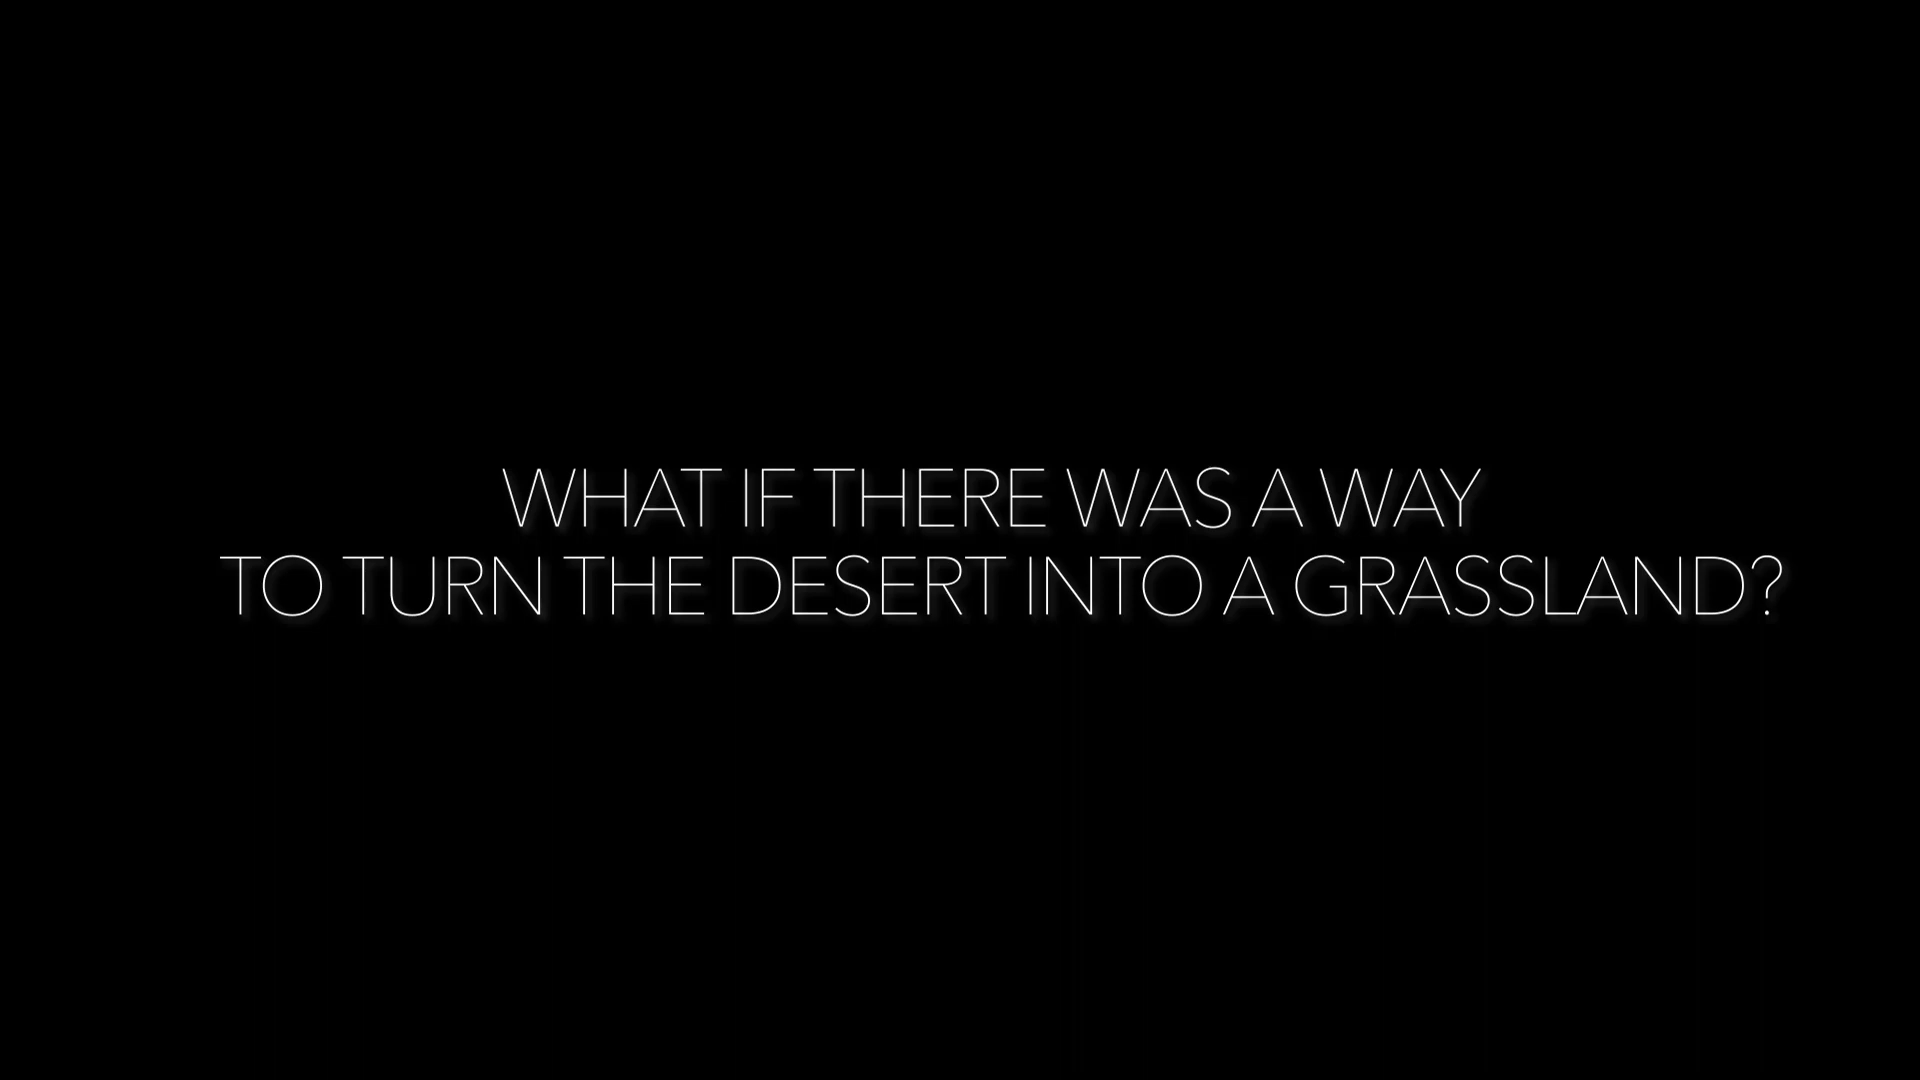 WHAT IF THERE WAS A WAY
TO TURN THE DESERT INTO A GRASSLAND?